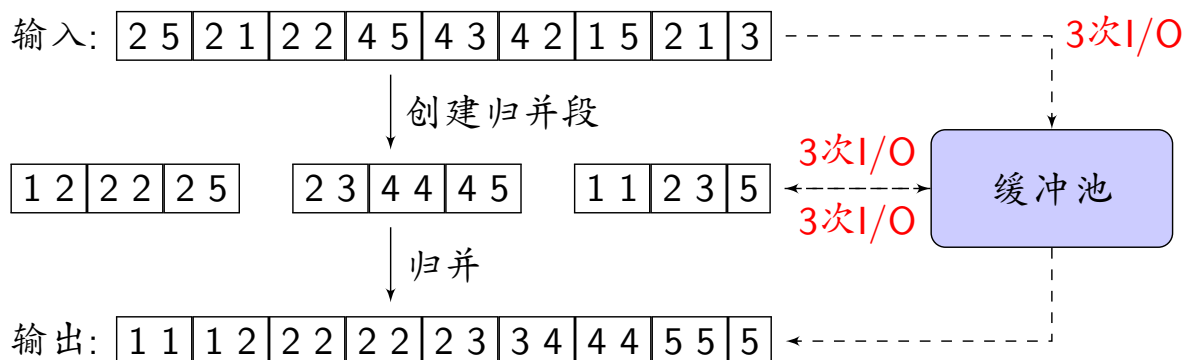 输入: 2 5 2 1 2 2 4 5 4 3 4 2 1 5 2 1 3 3次I/O
创建归并段
3次I/O
1 2 2 2 2 5 2 3 4 4 4 5 1 1 2 3 5 缓冲池
3次I/O
归并
输出: 1 1 1 2 2 2 2 2 2 3 3 4 4 4 5 5 5